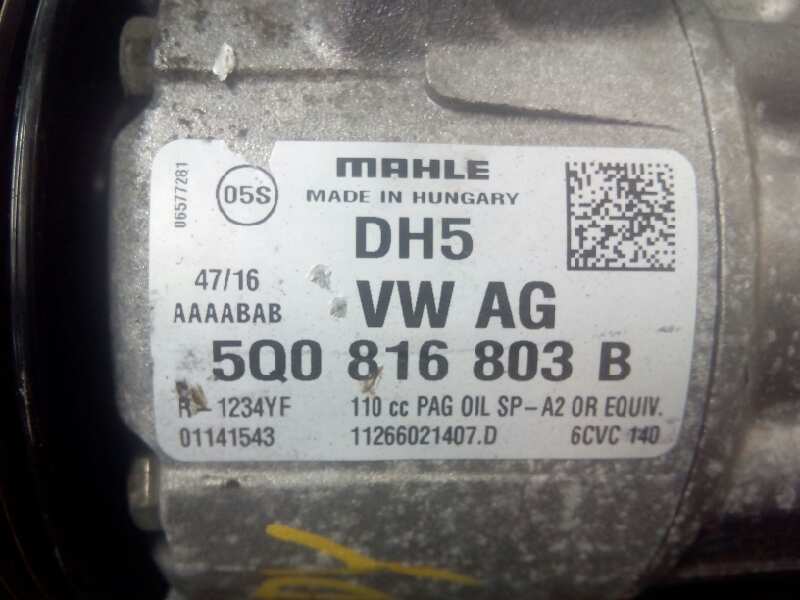 MAHLE
MADE IN HUNGARY
06577281
05S
DH5
47/16
AAAABAB
VW AG
5Q0 816 803 B
R-1234YF 110 cc PAG OIL SP-A2 OR EQUIV.
01141543 11266021407.D 6CVC 140